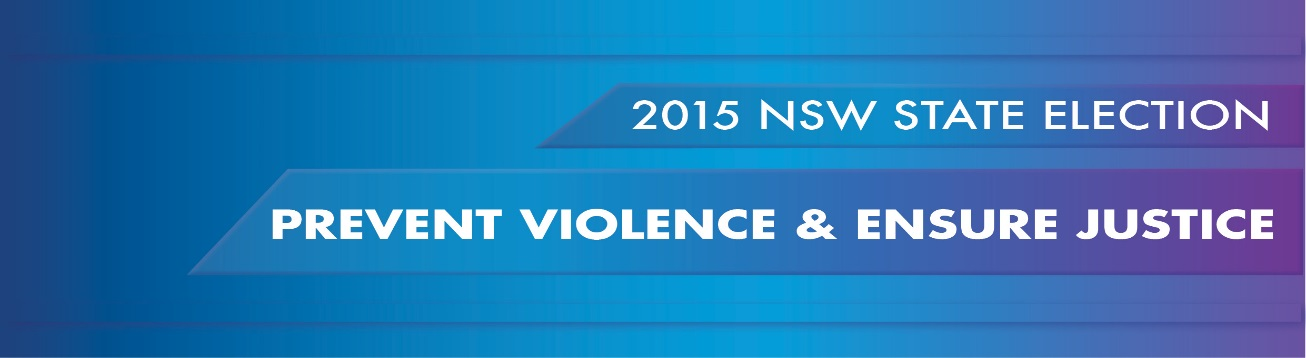 2015 NSW STATE ELECTION
PREVENT VIOLENCE & ENSURE JUSTICE